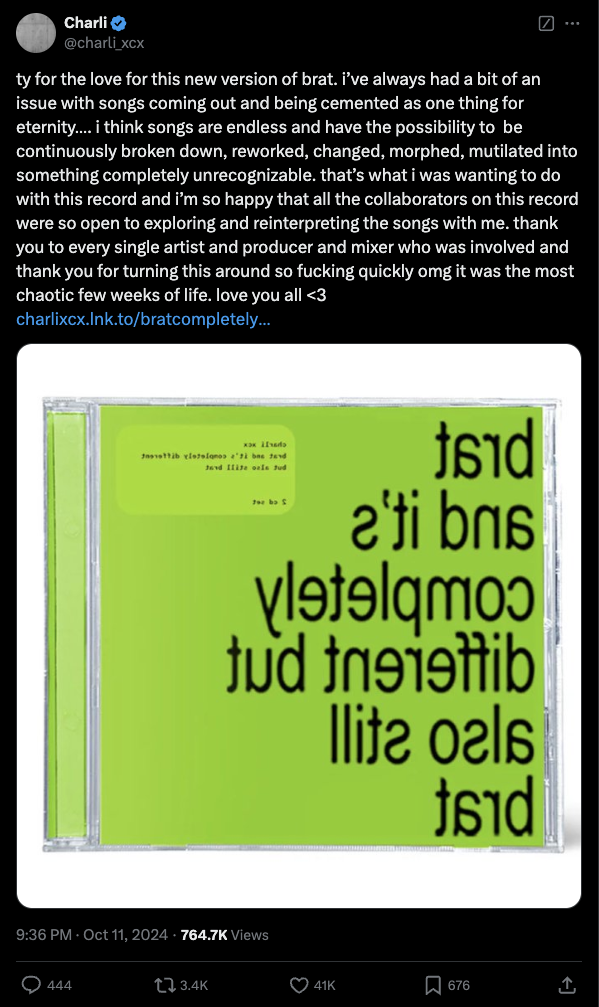 Charli
@charli_xcx
ty for the love for this new version of brat. i’ve always had a bit of an
issue with songs coming out and being cemented as one thing for
eternity.... i think songs are endless and have the possibility to  be
continuously broken down, reworked, changed, morphed, mutilated into
something completely unrecognizable. that’s what i was wanting to do
with this record and i’m so happy that all the collaborators on this record
were so open to exploring and reinterpreting the songs with me. thank
you to every single artist and producer and mixer who was involved and
thank you for turning this around so fucking quickly omg it was the most
chaotic few weeks of life. love you all <3
charlixcx.lnk.to/bratcompletely...
charli xcx
brat and it's completely different
but also still brat
2 cd set
brat
and it's
completely
different but
also still
brat
9:36 PM · Oct 11, 2024 · 764.7K Views
444 3.4K 41K 676